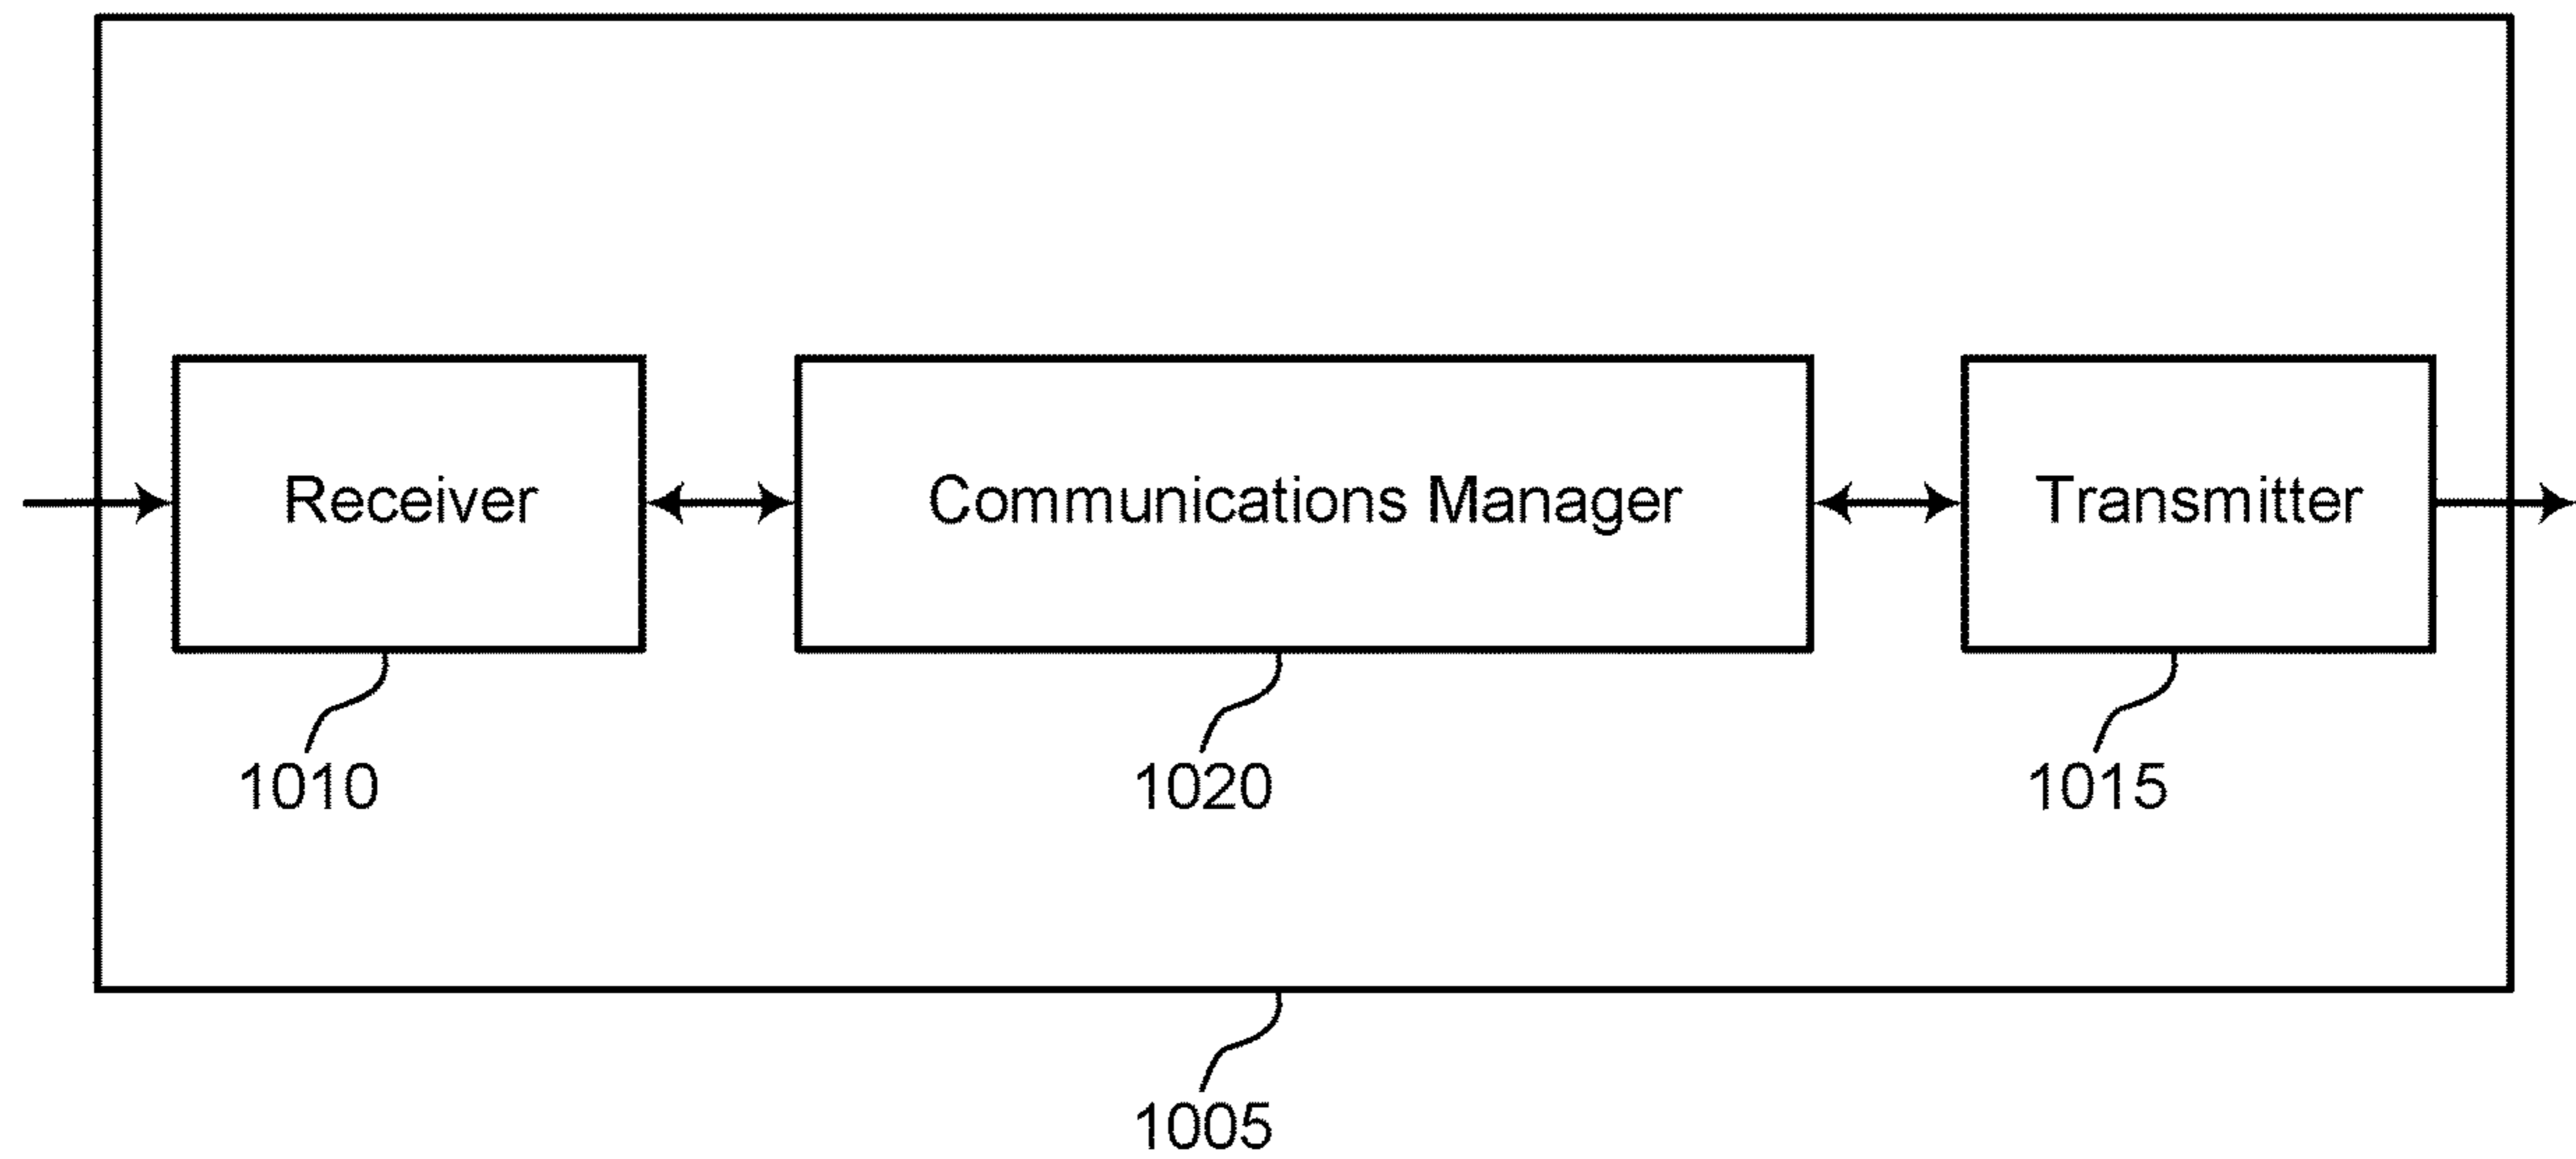 Receiver
Communications Manager
Transmitter
1010
1020
1015
1005